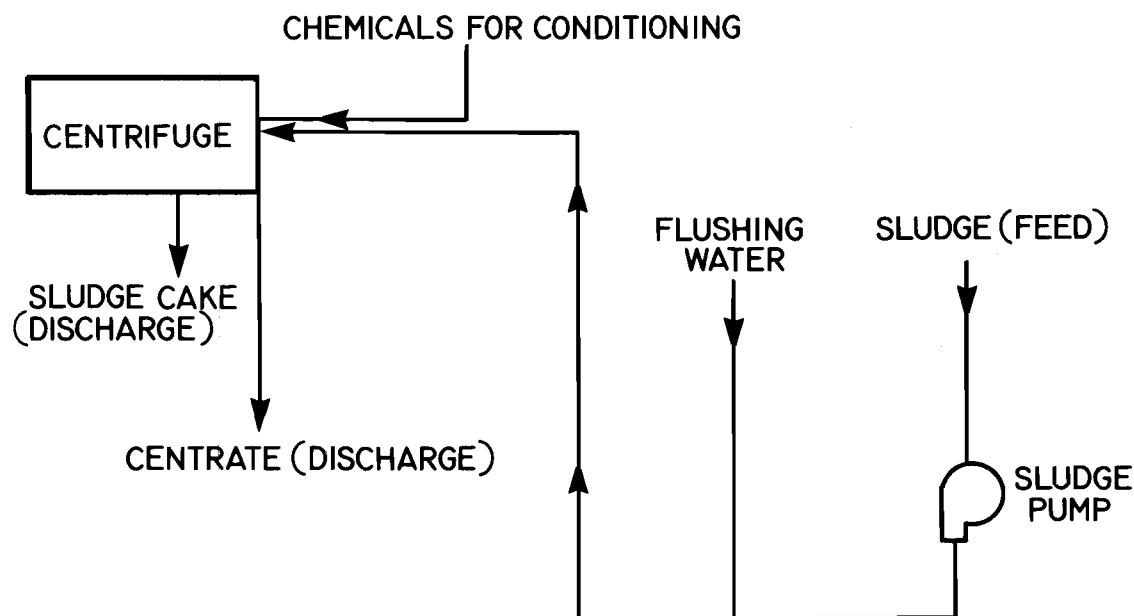 CHEMICALS FOR CONDITIONING
CENTRIFUGE
FLUSHING
WATER
SLUDGE (FEED)
SLUDGE CAKE
(DISCHARGE)
CENTRATE (DISCHARGE)
SLUDGE
PUMP